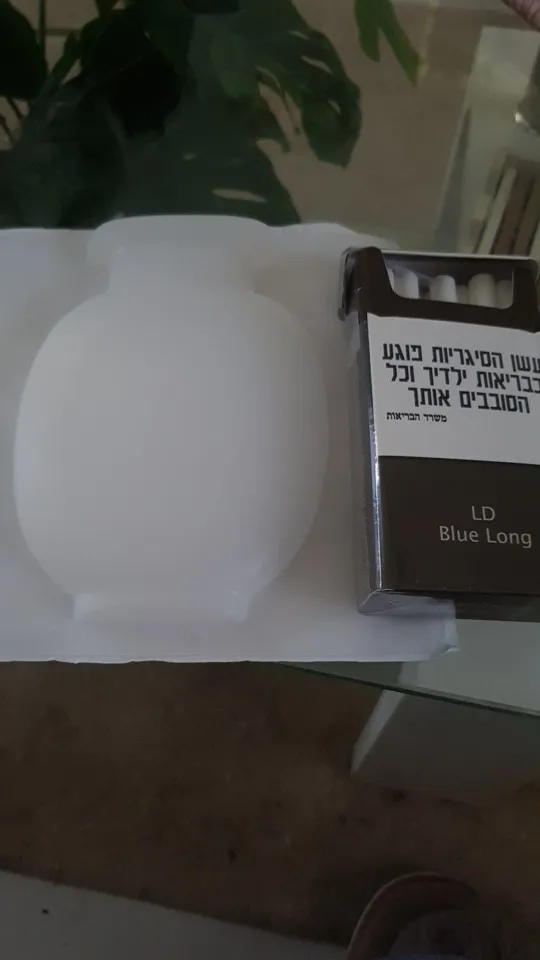 עשן הסיגריות פוגע
בבריאות ילדיך וכל
הסובבים אותך
משרד הבריאות
LD
Blue Long